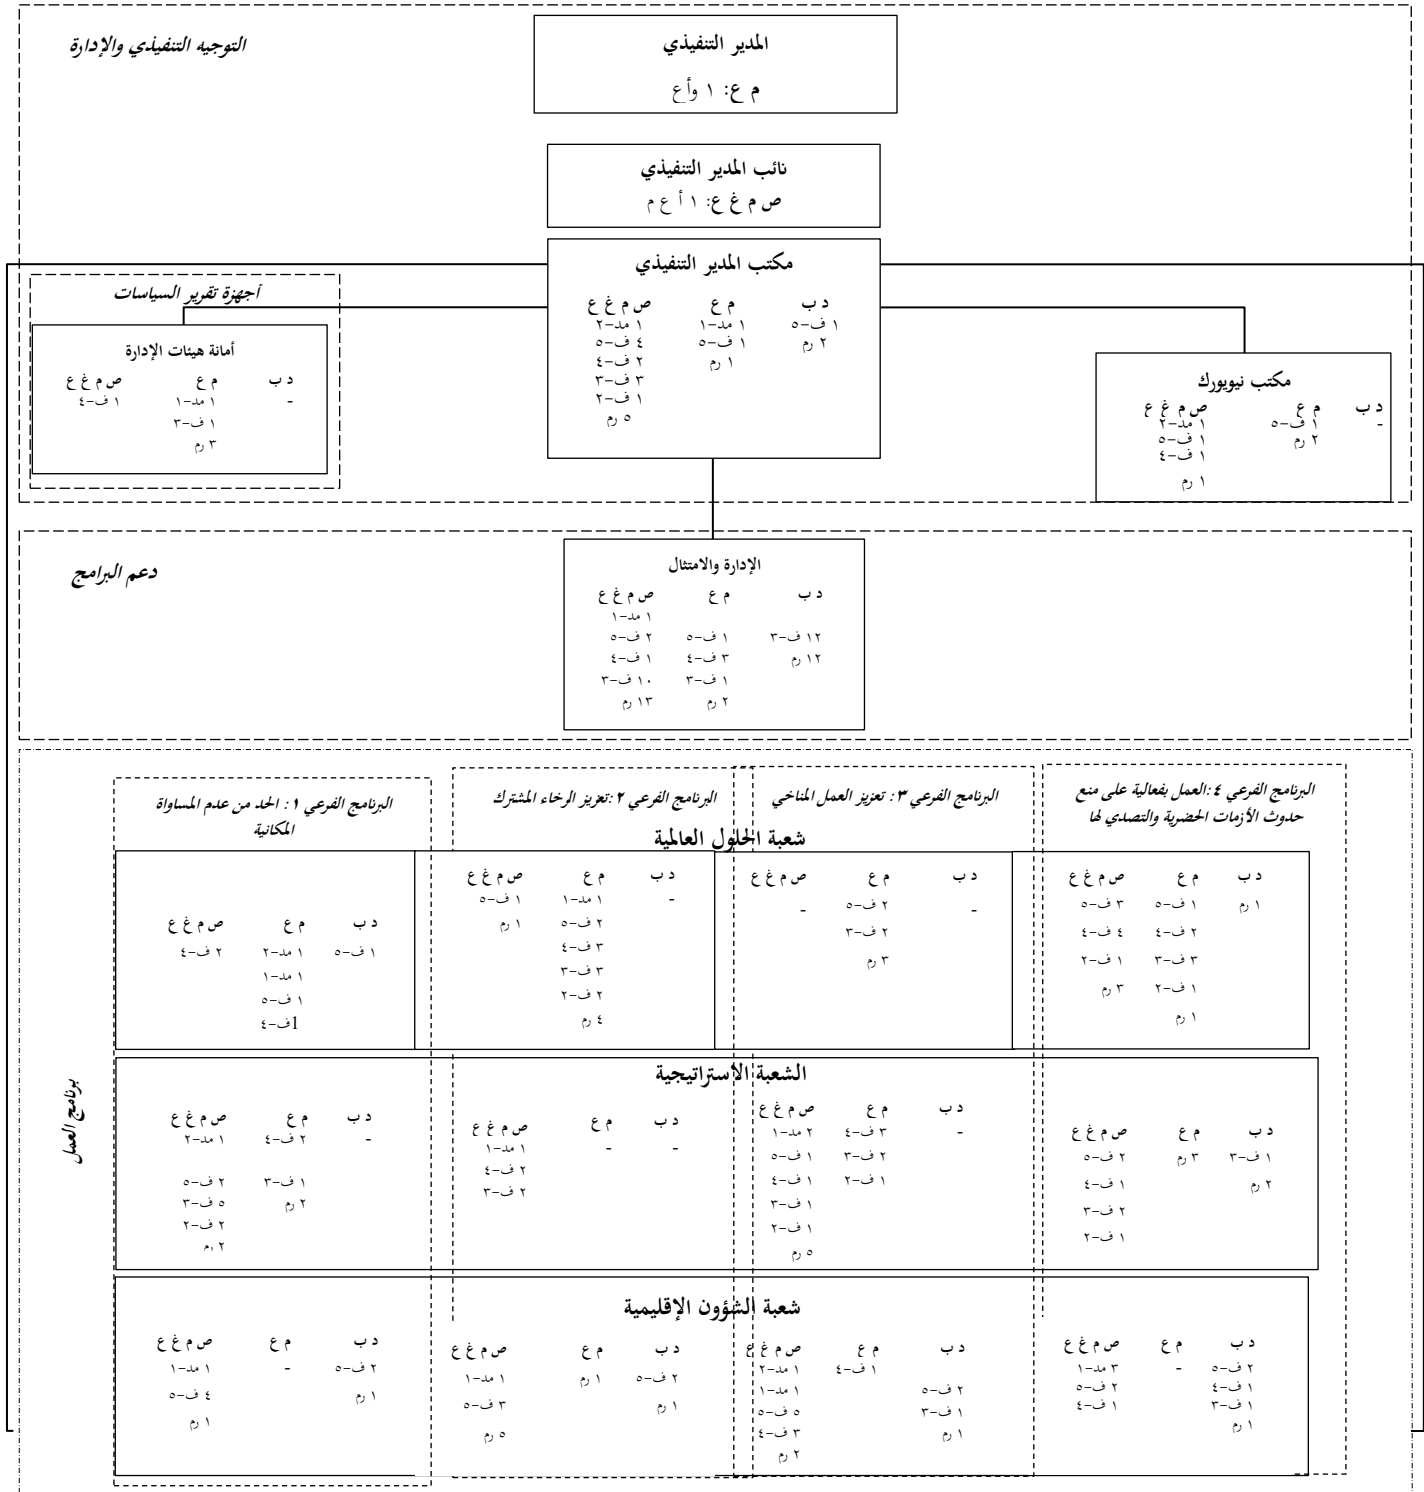 التوجيه التنفيذي والإدارة
المدير التنفيذي
م ع: ١ وأع
نائب المدير التنفيذي
ص م غ ع: ١ أ ع م
مكتب المدير التنفيذي
د ب م ع ص م غ ع
١ ف-٥ ١ مد-١ ١ مد-٢
٢ رم ١ ف-٥ ٤ ف-٥
١ رم ٢ ف-٤
٣ ف-٣
١ ف-٢
٥ رم
مكتب نيويورك
د ب م ع ص م غ ع
- ١ ف-٥ ١ مد-٢
٢ رم ١ ف-٥
١ ف-٤
١ رم
أجهزة تقرير السياسات
أمانة هيئات الإدارة
د ب م ع ص م غ ع
- ١ مد-١ ١ ف-٤
١ ف-٣
٣ رم
دعم البرامج
الإدارة والامتثال
د ب م ع ص م غ ع
١ مد-١
١٢ ف-٣ ١ ف-٥ ٢ ف-٥
١٢ رم ٣ ف-٤ ١ ف-٤
١ ف-٣ ١٠ ف-٣
٢ رم ١٣ رم
برنامج العمل
البرنامج الفرعي ٤ :العمل بفعالية على منع
حدوث الأزمات الحضرية والتصدي لها
البرنامج الفرعي ٣ : تعزيز العمل المناخي
البرنامج الفرعي ٢ :تعزيز الرخاء المشترك
البرنامج الفرعي ١ : الحد من عدم المساواة
المكانية
شعبة الحلول العالمية
د ب م ع ص م غ ع
١ رم ١ ف-٥ ٣ ف-٥
٢ ف-٤ ٤ ف-٤
٣ ف-٣ ١ ف-٢
١ ف-٢ ٣ رم
١ رم
د ب م ع ص م غ ع
- ٢ ف-٥ -
٢ ف-٣
٣ رم
د ب م ع ص م غ ع
- ١ مد-١ ١ ف-٥
٢ ف-٥ ١ رم
٣ ف-٤
٣ ف-٣
٢ ف-٢
٤ رم
د ب م ع ص م غ ع
١ ف-٥ ١ مد-٢ ٢ ف-٤
١ مد-١
١ ف-٥
1ف-٤
الشعبة الاستراتيجية
د ب م ع ص م غ ع
١ ف-٣ ٣ رم ٢ ف-٥
٢ رم ١ ف-٤
٢ ف-٣
١ ف-٢
د ب م ع ص م غ ع
- ٣ ف-٤ ٢ مد-١
٢ ف-٣ ١ ف-٥
١ ف-٢ ١ ف-٤
١ ف-٣
١ ف-٢
٥ رم
د ب م ع ص م غ ع
- - ١ مد-١
٢ ف-٤
٢ ف-٣
د ب م ع ص م غ ع
- ٢ ف-٤ ١ مد-٢
١ ف-٣ ٢ ف-٥
٢ رم ٥ ف-٣
٢ ف-٢
٢ رم
شعبة الشؤون الإقليمية
د ب م ع ص م غ ع
٢ ف-٥ - ٣ مد-١
١ ف-٤ ٢ ف-٥
١ ف-٣ ١ ف-٤
١ رم
د ب م ع ص م غ ع
١ ف-٤ ١ مد-٢
٢ ف-٥ ١ مد-١
١ ف-٣ ٥ ف-٥
١ رم ٣ ف-٤
٢ رم
د ب م ع ص م غ ع
٢ ف-٥ ١ رم ١ مد-١
١ رم ٣ ف-٥
٥ رم
د ب م ع ص م غ ع
٢ ف-٥ - ١ مد-١
١ رم ٤ ف-٥
١ رم